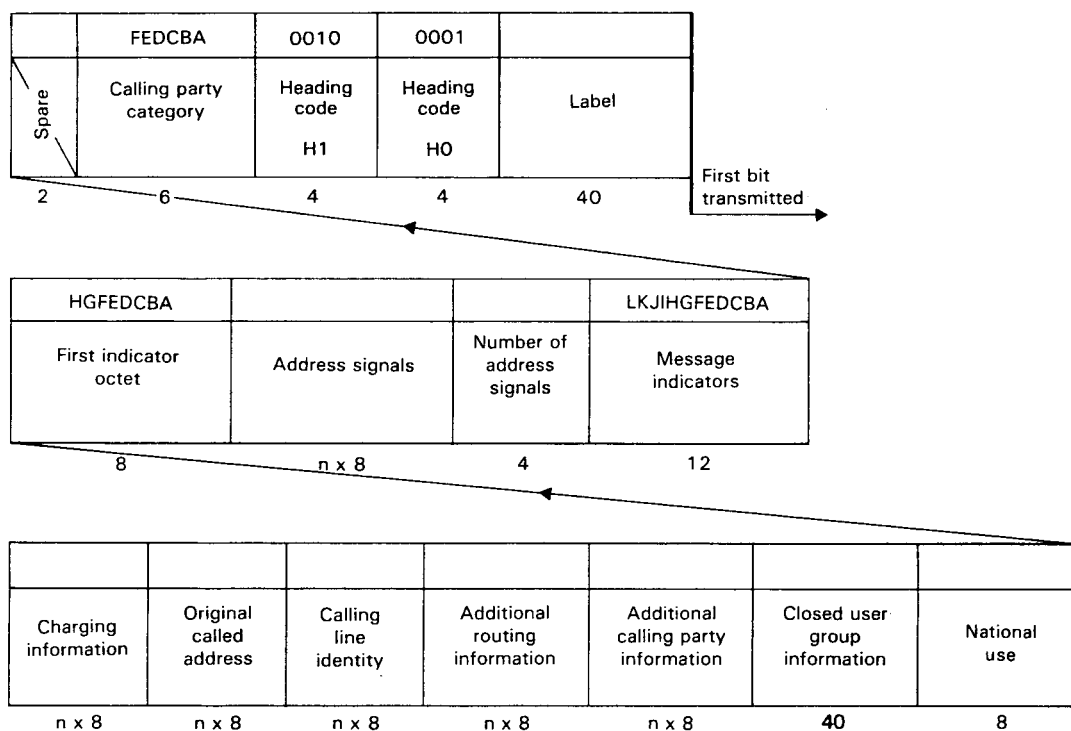 FEDCBA 0010 0001
Spare
Calling party
category
Heading
code
H1
Heading
code
H0
Label
2 6 4 4 40
First bit
transmitted
HGFEDCBA LKJIHGFEDCBA
First indicator
octet
Address signals
Number of
address
signals
Message
indicators
8 n x 8 4 12
Charging
information
Original
called
address
Calling
line
identity
Additional
routing
information
Additional
calling party
information
Closed user
group
information
National
use
n x 8 n x 8 n x 8 n x 8 n x 8 40 8